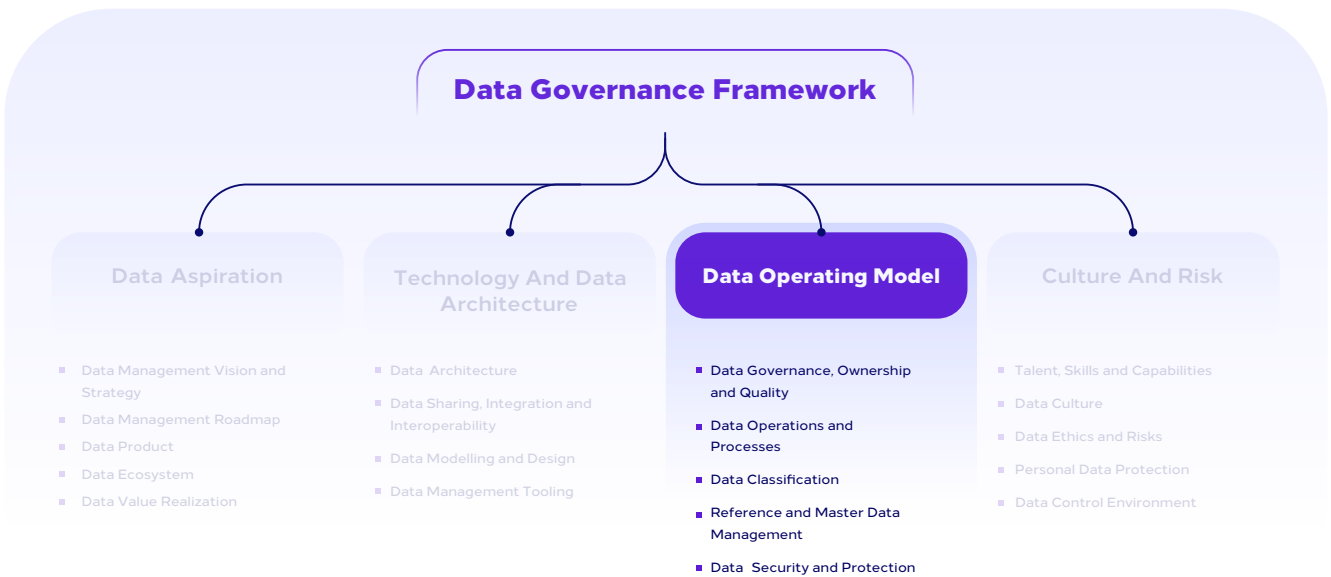 Data Governance Framework
Data Aspiration
Data Management Vision and
Strategy
Data Management Roadmap
Data Product
Data Ecosystem
Data Value Realization
Technology And Data
Architecture
Data Architecture
Data Sharing, Integration and
Interoperability
Data Modelling and Design
Data Management Tooling
Data Operating Model
Data Governance, Ownership
and Quality
Data Operations and
Processes
Data Classification
Reference and Master Data
Management
Data Security and Protection
Culture And Risk
Talent, Skills and Capabilities
Data Culture
Data Ethics and Risks
Personal Data Protection
Data Control Environment